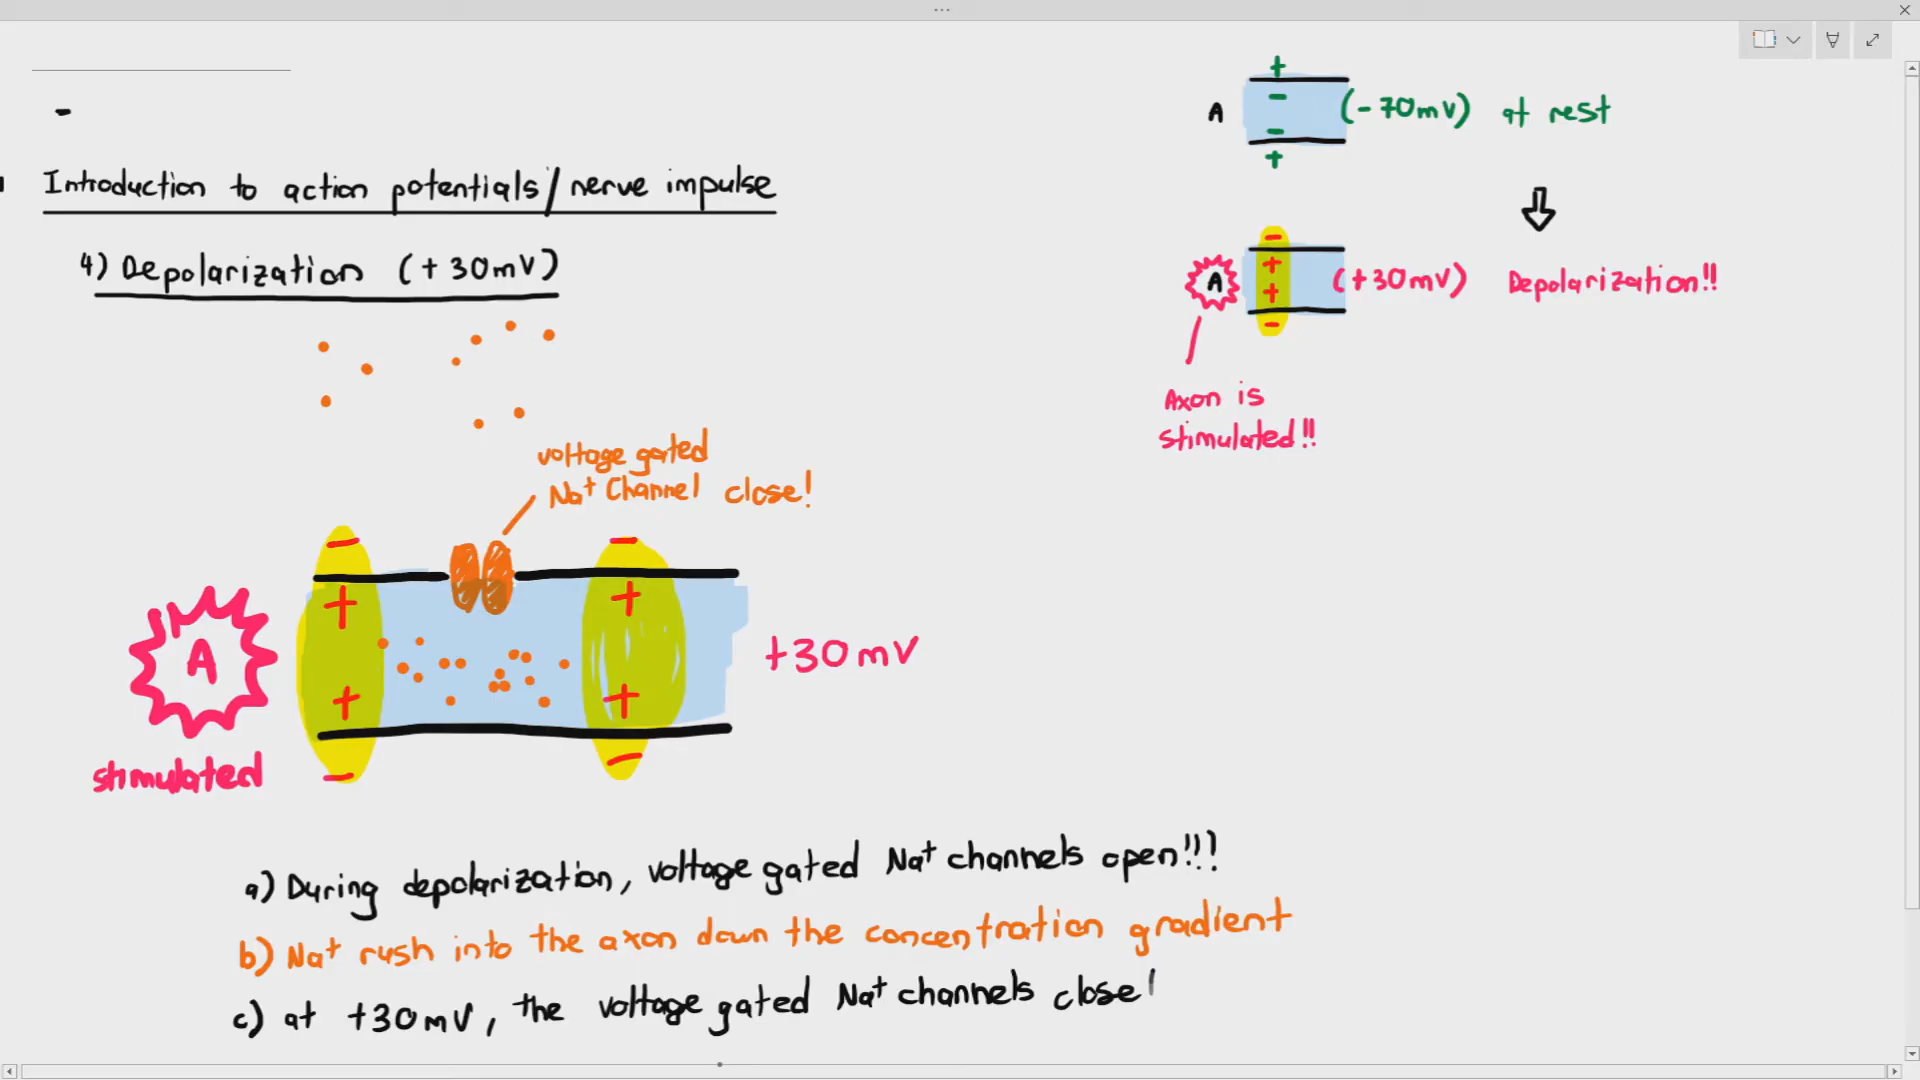 Introduction to action potentials/nerve impulse
4) Depolarization (+30mV)
voltage gated
Na+ Channel close!
+
+
+
+
A
stimulated
+30mV
a) During depolarization, voltage gated Na+ channels open!!!
b) Na+ rush into the axon down the concentration gradient
c) at +30mV, the voltage gated Na+ channels close!
+
-
A
(-70mV) at rest
-
+
-
+
A
(+30mV) Depolarization!!
+
-
Axon is
stimulated!!